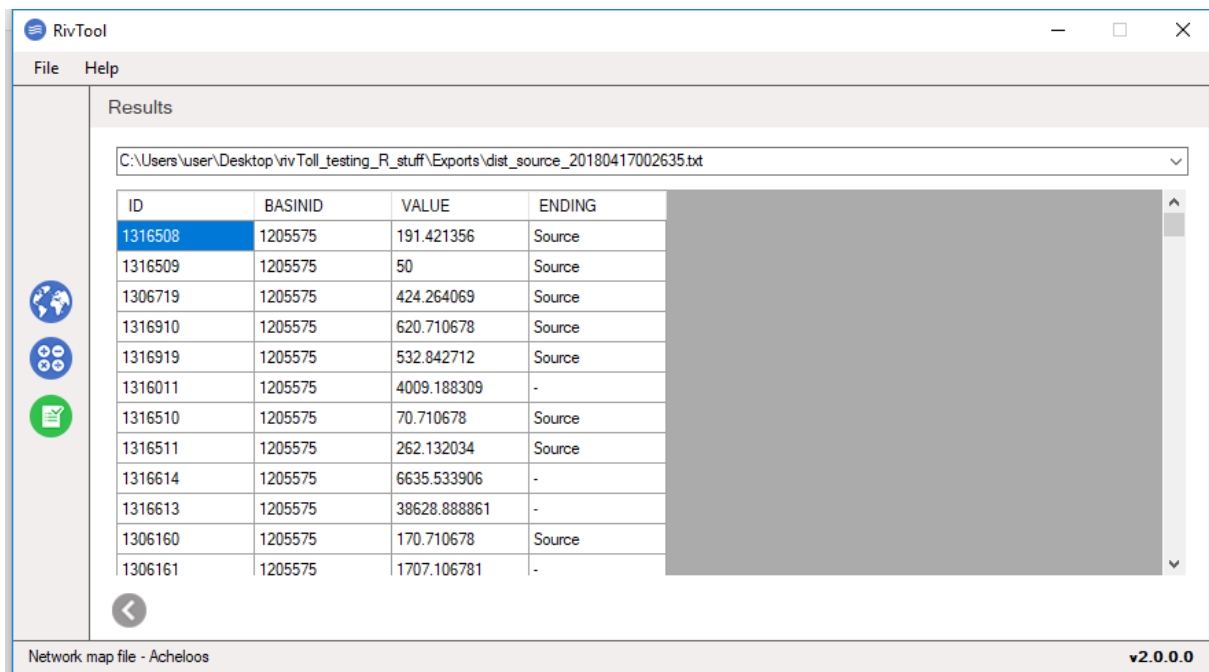 RivTool
File Help
Results
C:\Users\user\Desktop\rivToll_testing_R_stuff\Exports\dist_source_20180417002635.txt
ID BASINID VALUE ENDING
1316508 1205575 191.421356 Source
1316509 1205575 50 Source
1306719 1205575 424.264069 Source
1316910 1205575 620.710678 Source
1316919 1205575 532.842712 Source
1316011 1205575 4009.188309 -
1316510 1205575 70.710678 Source
1316511 1205575 262.132034 Source
1316614 1205575 6635.533906 -
1316613 1205575 38628.888861 -
1306160 1205575 170.710678 Source
1306161 1205575 1707.106781 -
Network map file - Acheloos v2.0.0.0